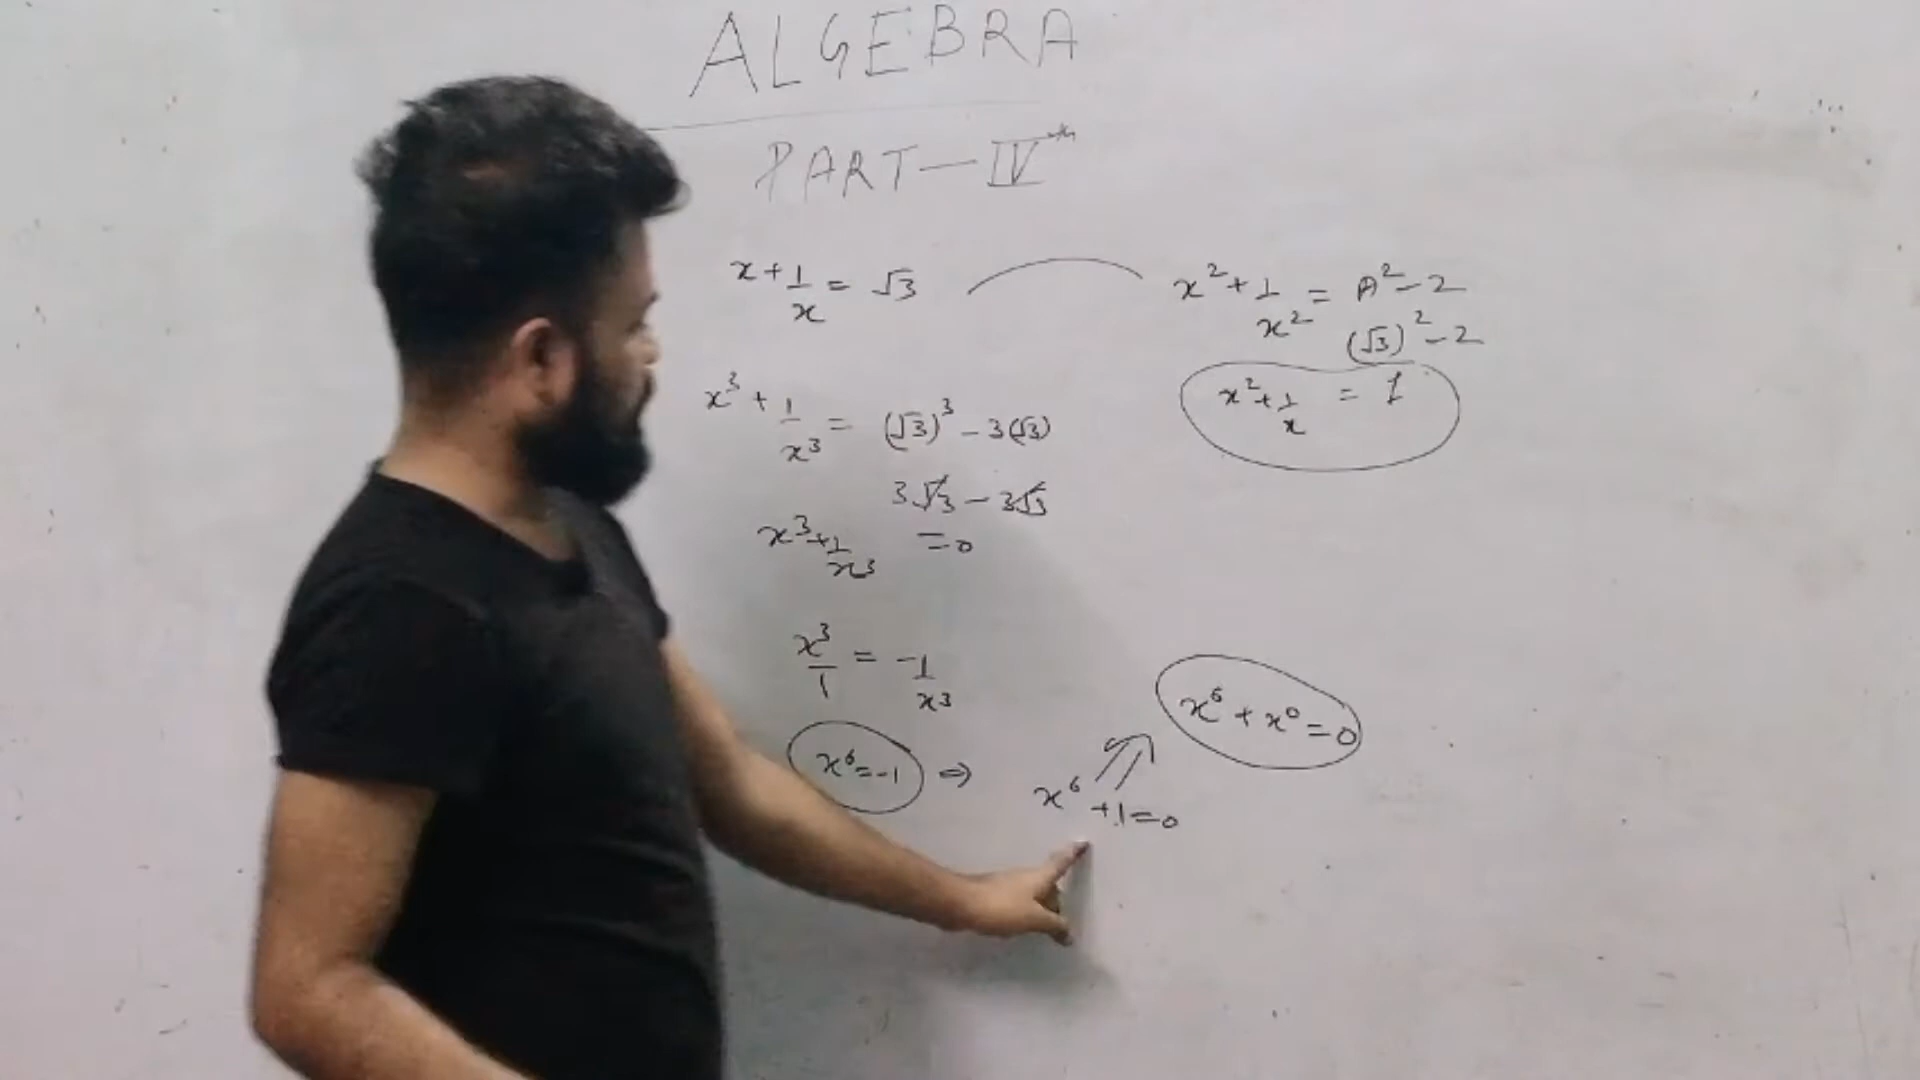 ALGEBRA
PART-IVth
x + 1/x = √3
x² + 1/x² = A² - 2
(√3)² - 2
x² + 1/x = 1
x³ + 1/x³ = (√3)³ - 3(√3)
3√3 - 3√3
x³ + 1/x³ = 0
x³/1 = -1/x³
x⁶ = -1 ⇒
x⁶ + 1 = 0
x⁶ + x⁰ = 0